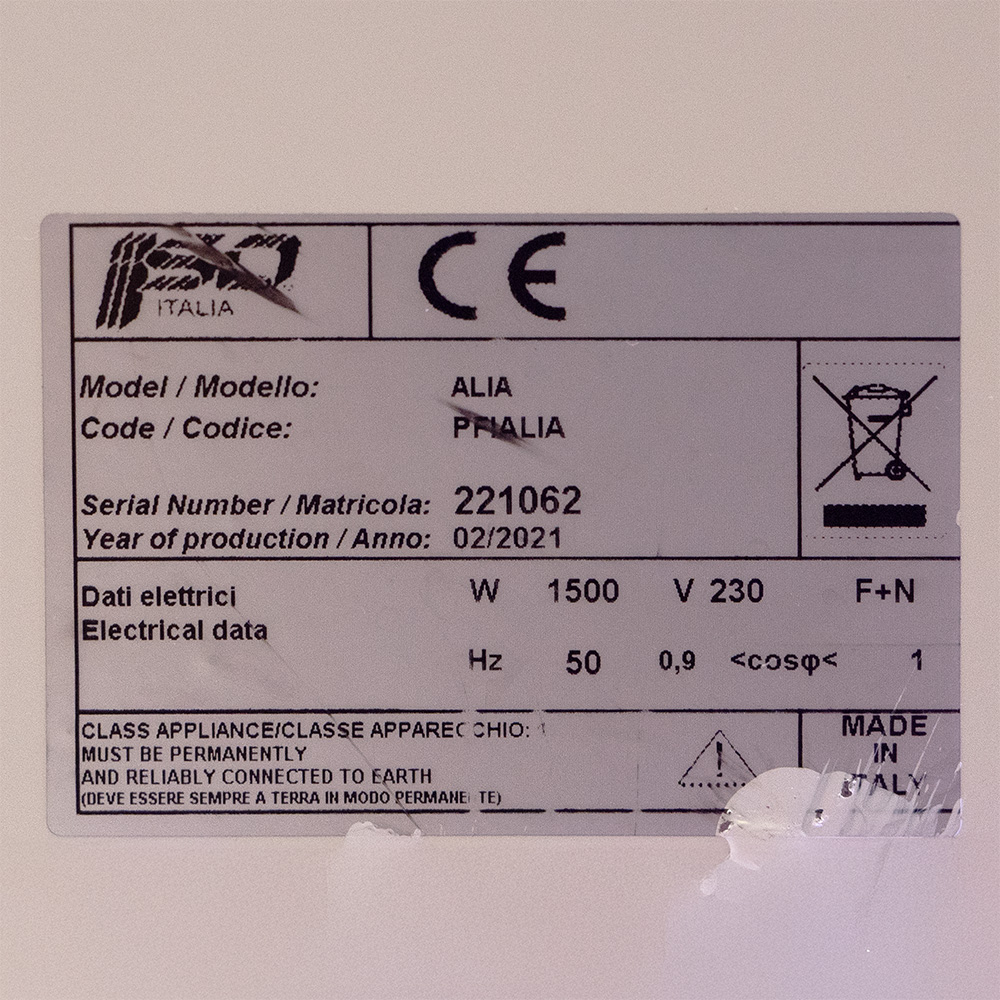 ITALIA
CE
Model / Modello: ALIA
Code / Codice: PFIALIA
Serial Number / Matricola: 221062
Year of production / Anno: 02/2021
Dati elettrici W 1500 V 230 F+N
Electrical data
Hz 50 0,9 <cosφ< 1
CLASS APPLIANCE/CLASSE APPARECCHIO:
MUST BE PERMANENTLY
AND RELIABLY CONNECTED TO EARTH
(DEVE ESSERE SEMPRE A TERRA IN MODO PERMANENTE)
!
MADE
IN
ITALY